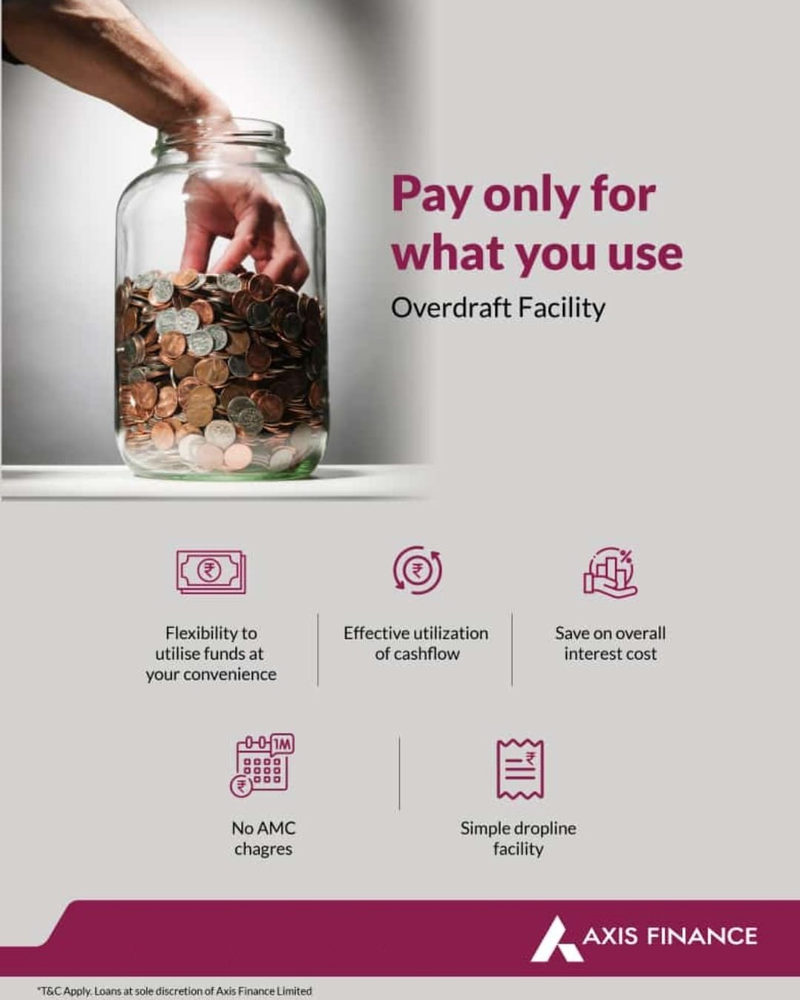 Pay only for
what you use
Overdraft Facility
Flexibility to
utilise funds at
your convenience
Effective utilization
of cashflow
Save on overall
interest cost
1M
No AMC
chagres
Simple dropline
facility
AXIS FINANCE
*T&C Apply. Loans at sole discretion of Axis Finance Limited